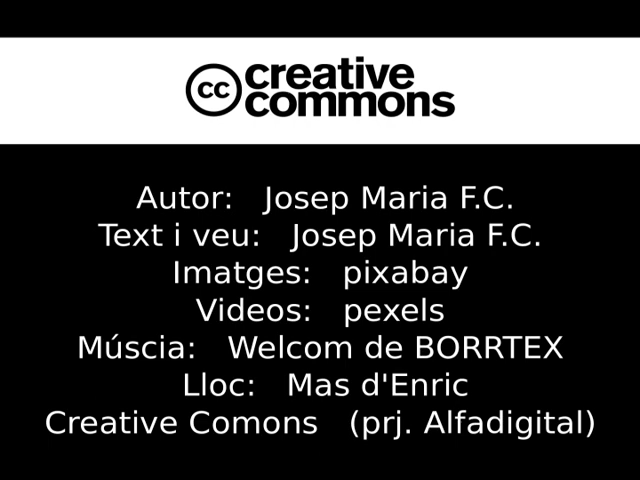 cc creative
commons
Autor: Josep Maria F.C.
Text i veu: Josep Maria F.C.
Imatges: pixabay
Videos: pexels
Múscia: Welcom de BORRTEX
Lloc: Mas d'Enric
Creative Comons (prj. Alfadigital)